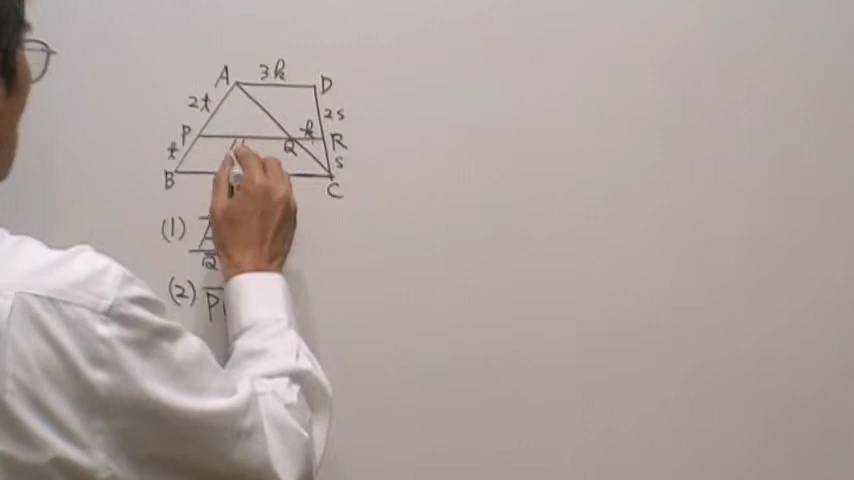 A 3k D
2t 2s
P k R
Q
t s
B C
(1)
Q
(2) P